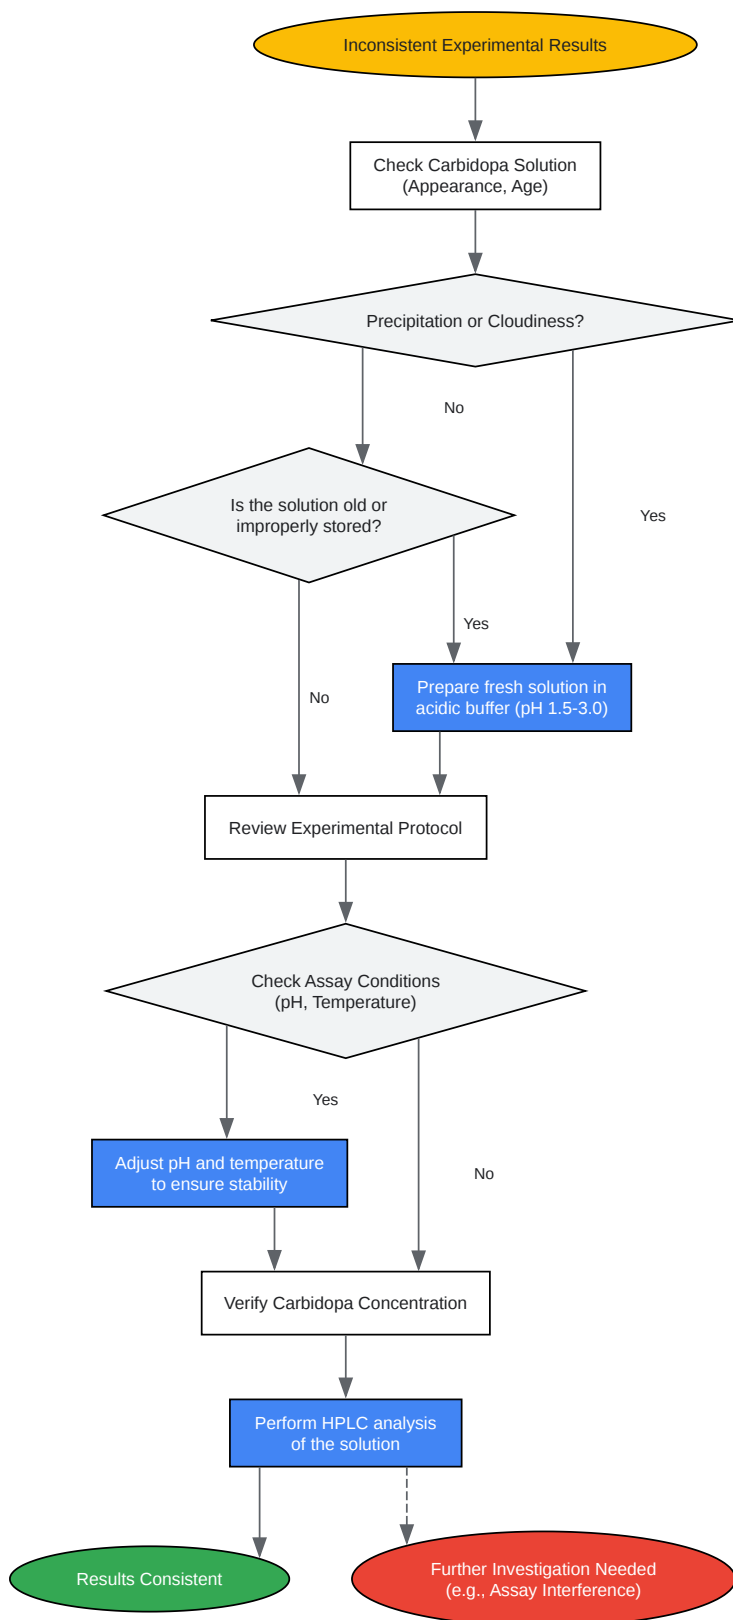 Inconsistent Experimental Results
Check Carbidopa Solution
(Appearance, Age)
Precipitation or Cloudiness?
No
Is the solution old or
improperly stored?
Yes
Yes
Prepare fresh solution in
acidic buffer (pH 1.5-3.0)
No
Review Experimental Protocol
Check Assay Conditions
(pH, Temperature)
Yes
Adjust pH and temperature
to ensure stability
No
Verify Carbidopa Concentration
Perform HPLC analysis
of the solution
Results Consistent
Further Investigation Needed
(e.g., Assay Interference)